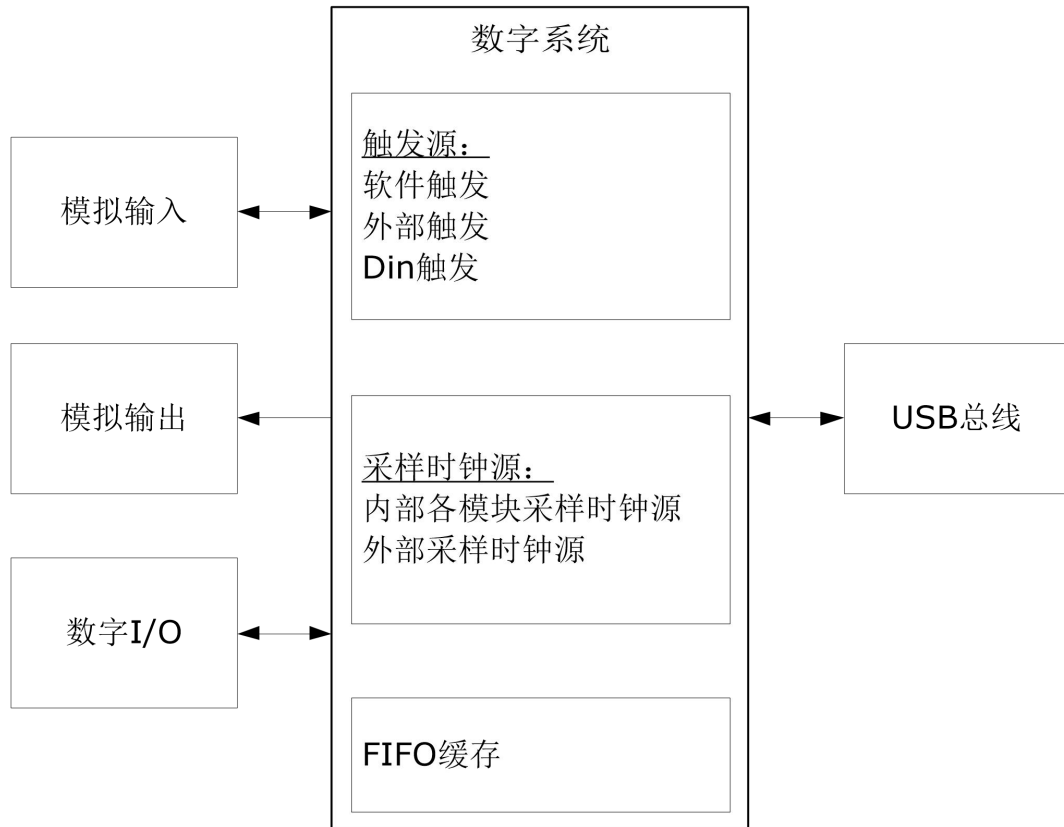 数字系统
触发源：
软件触发
外部触发
Din触发
模拟输入
模拟输出
采样时钟源：
内部各模块采样时钟源
外部采样时钟源
USB总线
数字I/O
FIFO缓存